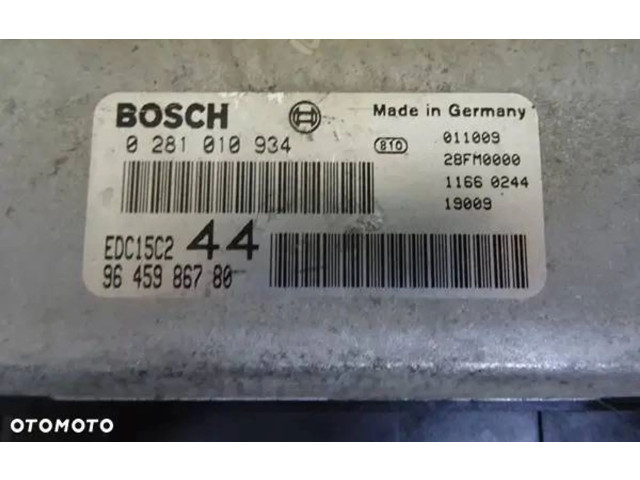 BOSCH
Made in Germany
0 281 010 934
810
011009
28FM0000
1166 0244
19009
EDC15C2 44
96 459 867 80
OTOMOTO
OTOMOTO